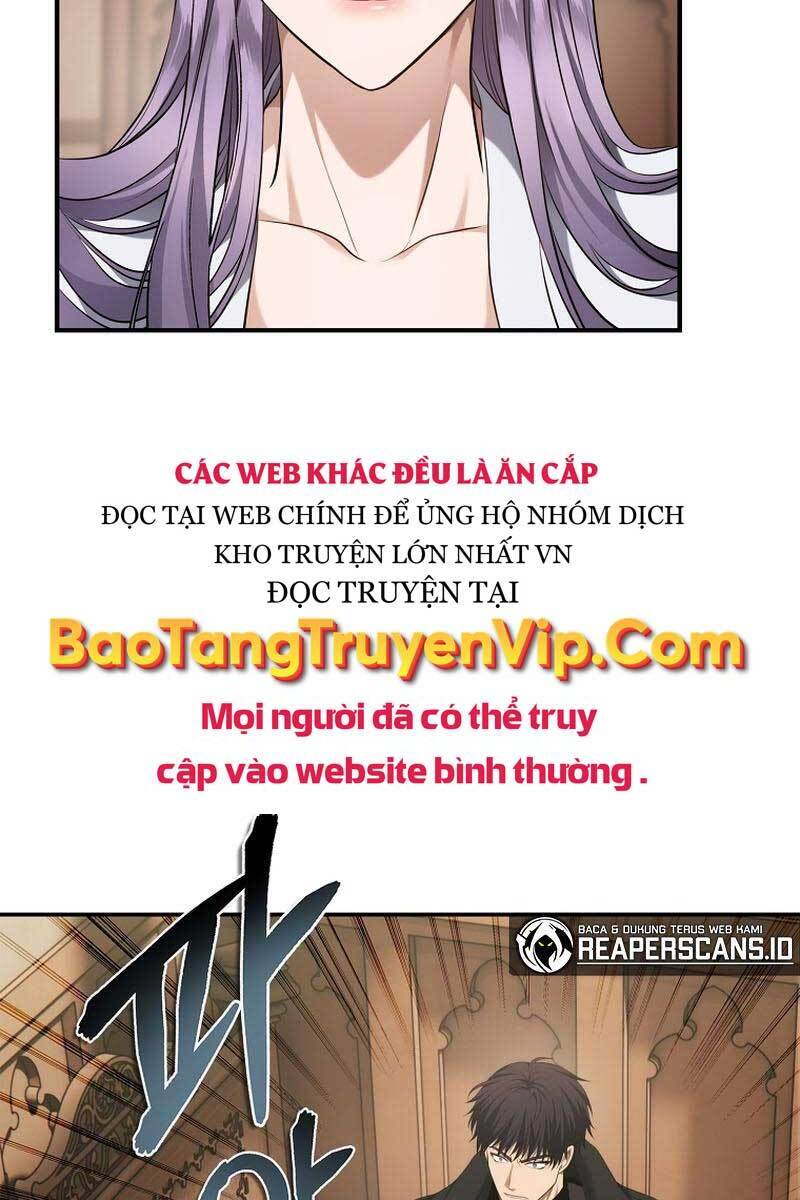 CÁC WEB KHÁC ĐỀU LÀ ĂN CẮP
ĐỌC TẠI WEB CHÍNH ĐỂ ỦNG HỘ NHÓM DỊCH
KHO TRUYỆN LỚN NHẤT VN
ĐỌC TRUYỆN TẠI
BaoTangTruyenVip.Com
Mọi người đã có thể truy
cập vào website bình thường.
BACA & DUKUNG TERUS WEB KAMI
REAPERSCANS.ID
파
앗